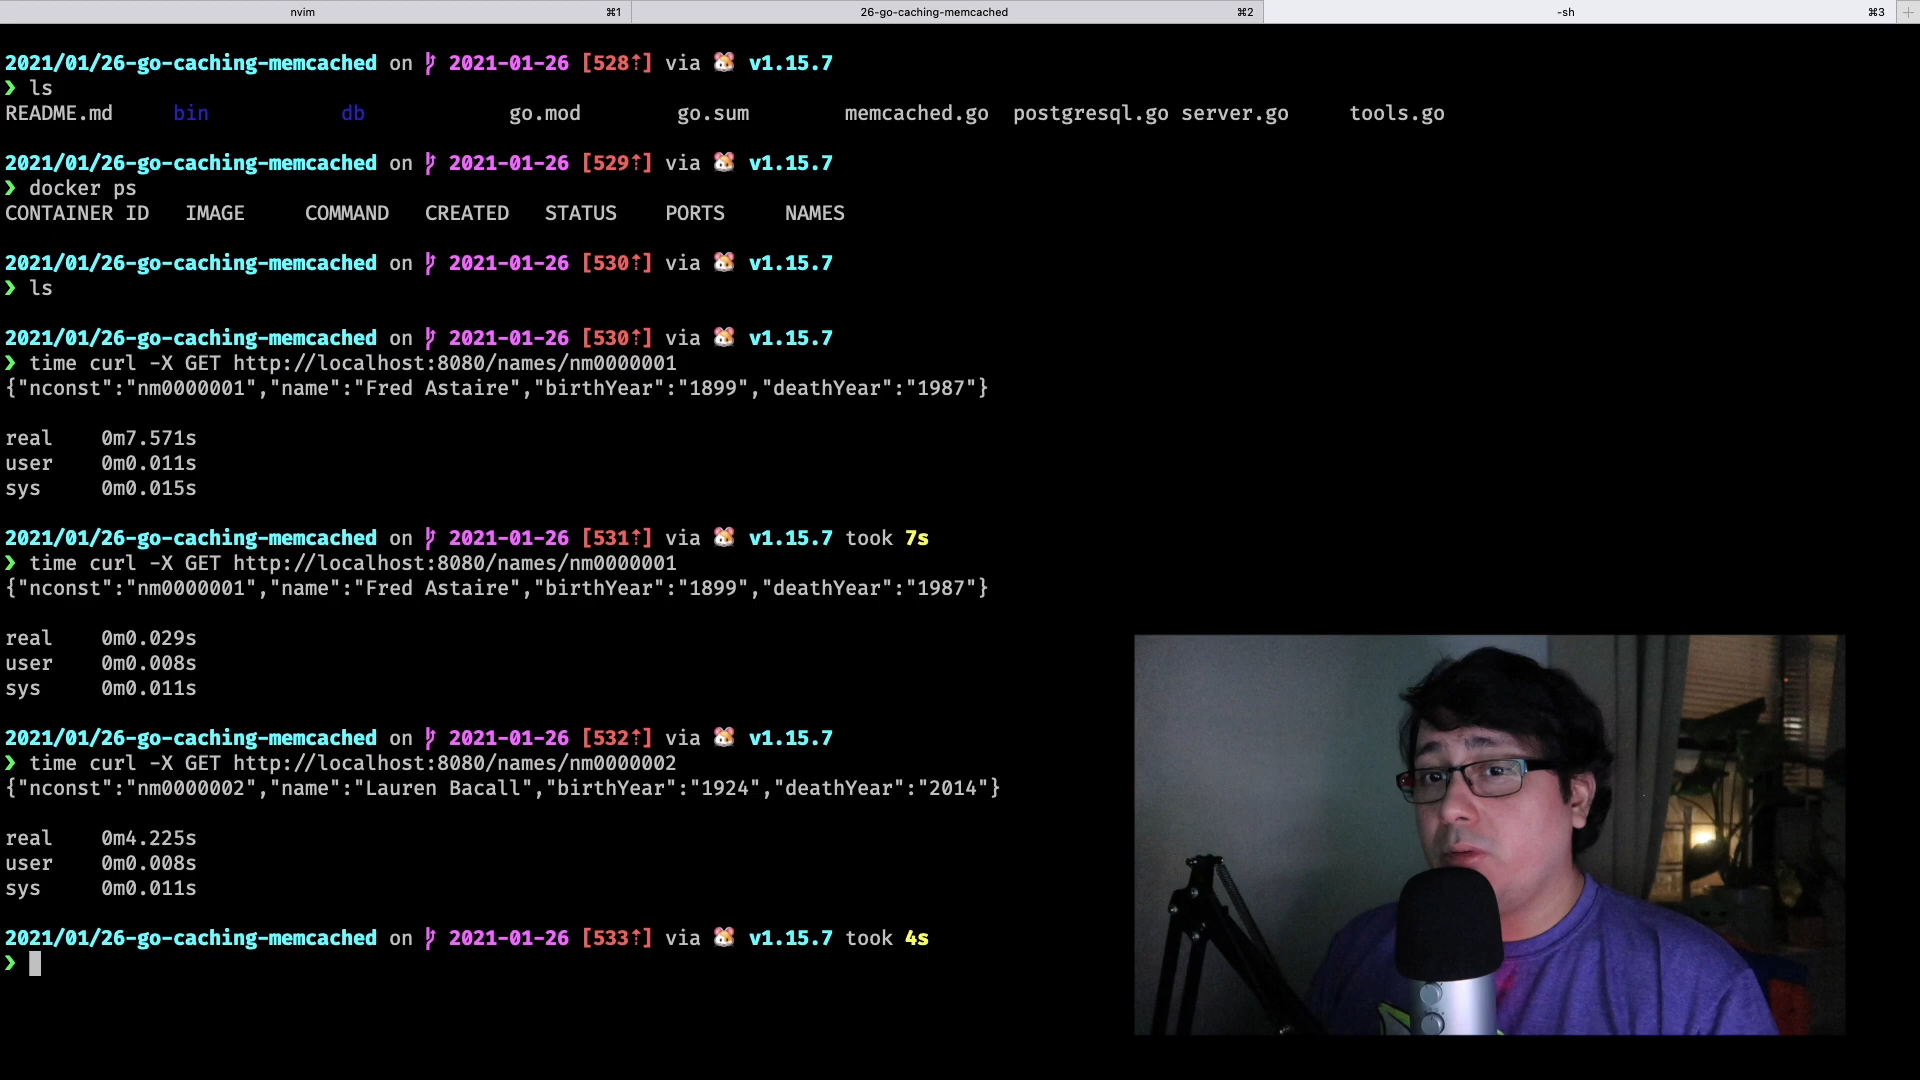 nvim ⌘1 26-go-caching-memcached ⌘2 -sh ⌘3 +
2021/01/26-go-caching-memcached on 2021-01-26 [528⇡] via 🐹 v1.15.7
❯ ls
README.md bin db go.mod go.sum memcached.go postgresql.go server.go tools.go
2021/01/26-go-caching-memcached on 2021-01-26 [529⇡] via 🐹 v1.15.7
❯ docker ps
CONTAINER ID IMAGE COMMAND CREATED STATUS PORTS NAMES
2021/01/26-go-caching-memcached on 2021-01-26 [530⇡] via 🐹 v1.15.7
❯ ls
2021/01/26-go-caching-memcached on 2021-01-26 [530⇡] via 🐹 v1.15.7
❯ time curl -X GET http://localhost:8080/names/nm0000001
{"nconst":"nm0000001","name":"Fred Astaire","birthYear":"1899","deathYear":"1987"}
real 0m7.571s
user 0m0.011s
sys 0m0.015s
2021/01/26-go-caching-memcached on 2021-01-26 [531⇡] via 🐹 v1.15.7 took 7s
❯ time curl -X GET http://localhost:8080/names/nm0000001
{"nconst":"nm0000001","name":"Fred Astaire","birthYear":"1899","deathYear":"1987"}
real 0m0.029s
user 0m0.008s
sys 0m0.011s
2021/01/26-go-caching-memcached on 2021-01-26 [532⇡] via 🐹 v1.15.7
❯ time curl -X GET http://localhost:8080/names/nm0000002
{"nconst":"nm0000002","name":"Lauren Bacall","birthYear":"1924","deathYear":"2014"}
real 0m4.225s
user 0m0.008s
sys 0m0.011s
2021/01/26-go-caching-memcached on 2021-01-26 [533⇡] via 🐹 v1.15.7 took 4s
❯